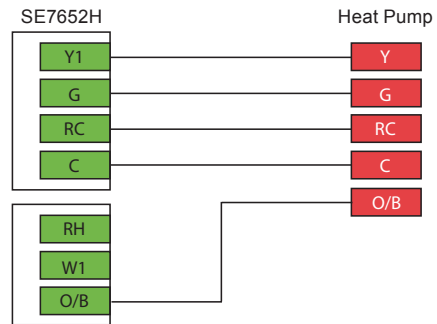 SE7652H Heat Pump
Y1 Y
G G
RC RC
C C
O/B
RH
W1
O/B